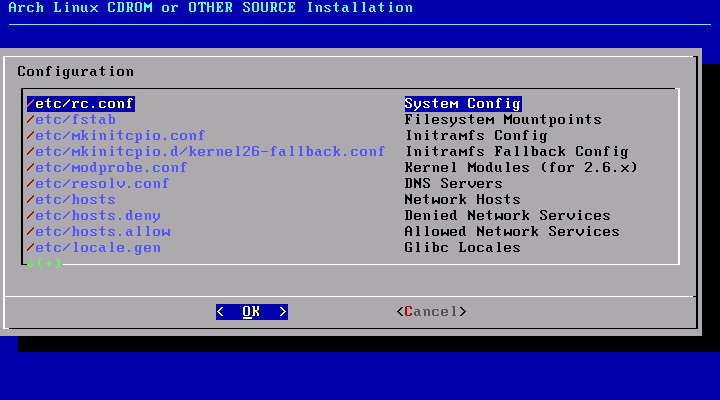 Arch Linux CDROM or OTHER SOURCE Installation
Configuration
/etc/rc.conf System Config
/etc/fstab Filesystem Mountpoints
/etc/mkinitcpio.conf Initramfs Config
/etc/mkinitcpio.d/kernel26-fallback.conf Initramfs Fallback Config
/etc/modprobe.conf Kernel Modules (for 2.6.x)
/etc/resolv.conf DNS Servers
/etc/hosts Network Hosts
/etc/hosts.deny Denied Network Services
/etc/hosts.allow Allowed Network Services
/etc/locale.gen Glibc Locales
↓(+)
< OK > <Cancel>